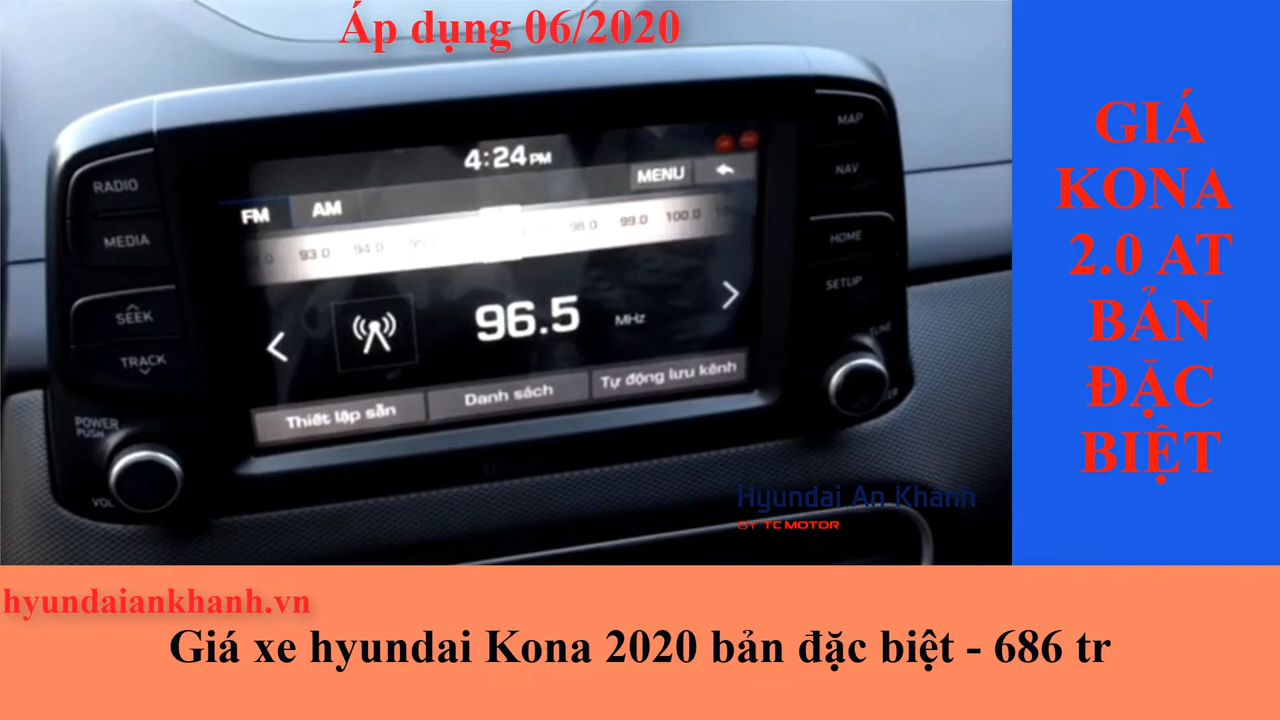 Áp dụng 06/2020
4:24 PM
MENU
FM
AM
93.0
94.0
98.0
99.0
100.0
96.5
MHz
Thiết lập sẵn
Danh sách
Tự động lưu kênh
RADIO
MEDIA
SEEK
TRACK
POWER
PUSH
VOL
MAP
NAV
HOME
SETUP
TUNE
Hyundai An Khánh
BY TC MOTOR
GIÁ
KONA
2.0 AT
BẢN
ĐẶC
BIỆT
hyundaiankhanh.vn
Giá xe hyundai Kona 2020 bản đặc biệt - 686 tr